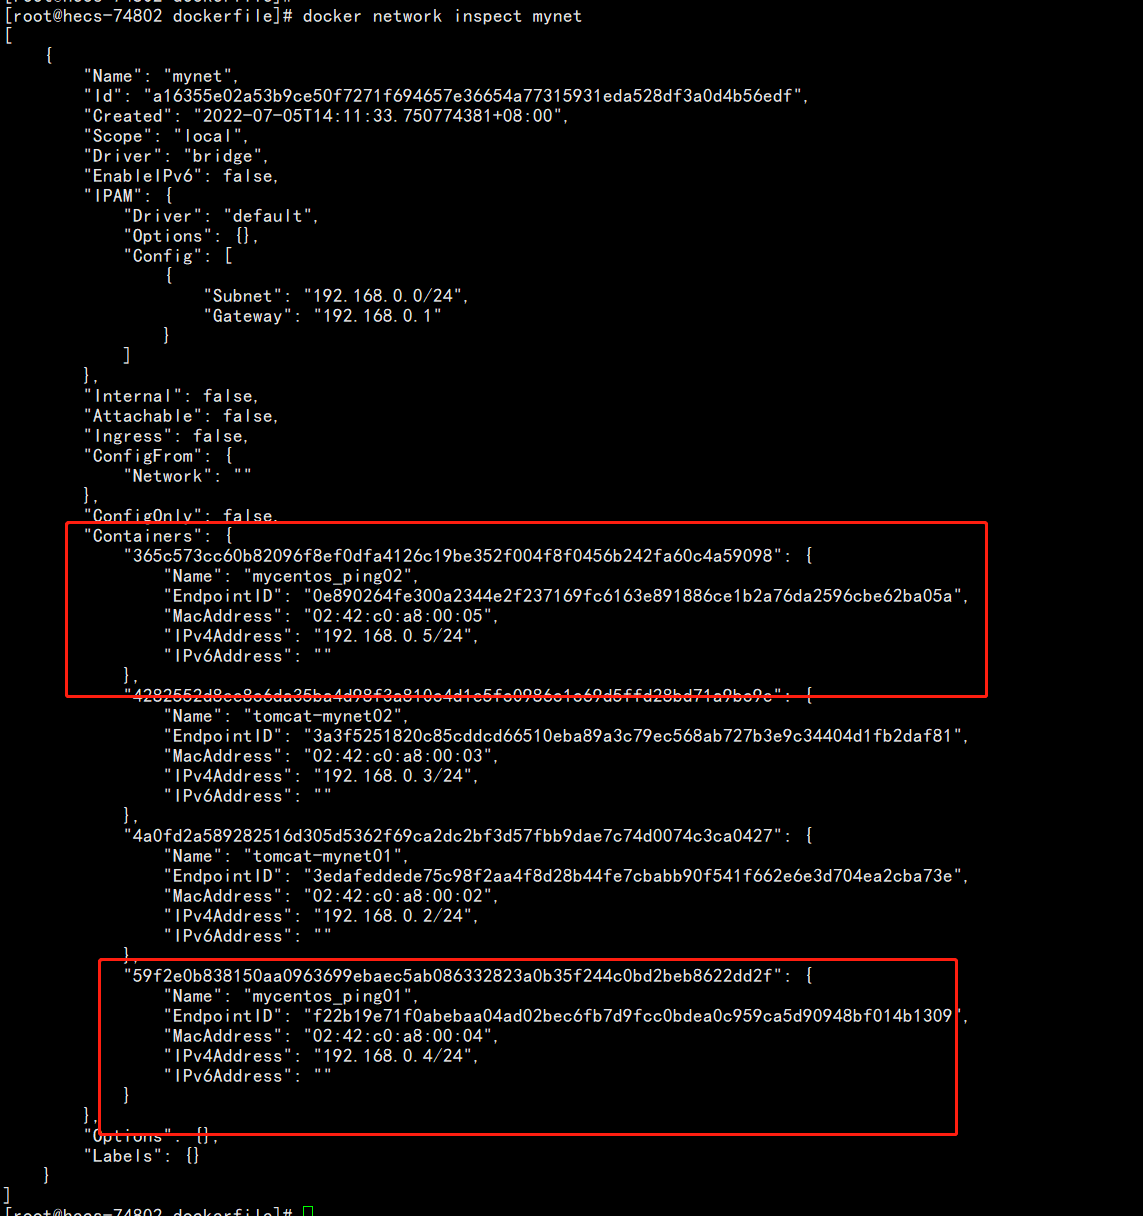 [root@hecs-74802 dockerfile]# docker network inspect mynet
[
    {
        "Name": "mynet",
        "Id": "a16355e02a53b9ce50f7271f694657e36654a77315931eda528df3a0d4b56edf",
        "Created": "2022-07-05T14:11:33.750774381+08:00",
        "Scope": "local",
        "Driver": "bridge",
        "EnableIPv6": false,
        "IPAM": {
            "Driver": "default",
            "Options": {},
            "Config": [
                {
                    "Subnet": "192.168.0.0/24",
                    "Gateway": "192.168.0.1"
                }
            ]
        },
        "Internal": false,
        "Attachable": false,
        "Ingress": false,
        "ConfigFrom": {
            "Network": ""
        },
        "ConfigOnly": false,
        "Containers": {
            "365c573cc60b82096f8ef0dfa4126c19be352f004f8f0456b242fa60c4a59098": {
                "Name": "mycentos_ping02",
                "EndpointID": "0e890264fe300a2344e2f237169fc6163e891886ce1b2a76da2596cbe62ba05a",
                "MacAddress": "02:42:c0:a8:00:05",
                "IPv4Address": "192.168.0.5/24",
                "IPv6Address": ""
            },
            : {
                "Name": "tomcat-mynet02",
                "EndpointID": "3a3f5251820c85cddcd66510eba89a3c79ec568ab727b3e9c34404d1fb2daf81",
                "MacAddress": "02:42:c0:a8:00:03",
                "IPv4Address": "192.168.0.3/24",
                "IPv6Address": ""
            },
            "4a0fd2a589282516d305d5362f69ca2dc2bf3d57fbb9dae7c74d0074c3ca0427": {
                "Name": "tomcat-mynet01",
                "EndpointID": "3edafeddede75c98f2aa4f8d28b44fe7cbabb90f541f662e6e3d704ea2cba73e",
                "MacAddress": "02:42:c0:a8:00:02",
                "IPv4Address": "192.168.0.2/24",
                "IPv6Address": ""
            },
            "59f2e0b838150aa0963699ebaec5ab086332823a0b35f244c0bd2beb8622dd2f": {
                "Name": "mycentos_ping01",
                "EndpointID": "f22b19e71f0abebaa04ad02bec6fb7d9fcc0bdea0c959ca5d90948bf014b1309",
                "MacAddress": "02:42:c0:a8:00:04",
                "IPv4Address": "192.168.0.4/24",
                "IPv6Address": ""
            }
        },
        "Options": {},
        "Labels": {}
    }
]
[root@hecs-74802 dockerfile]#